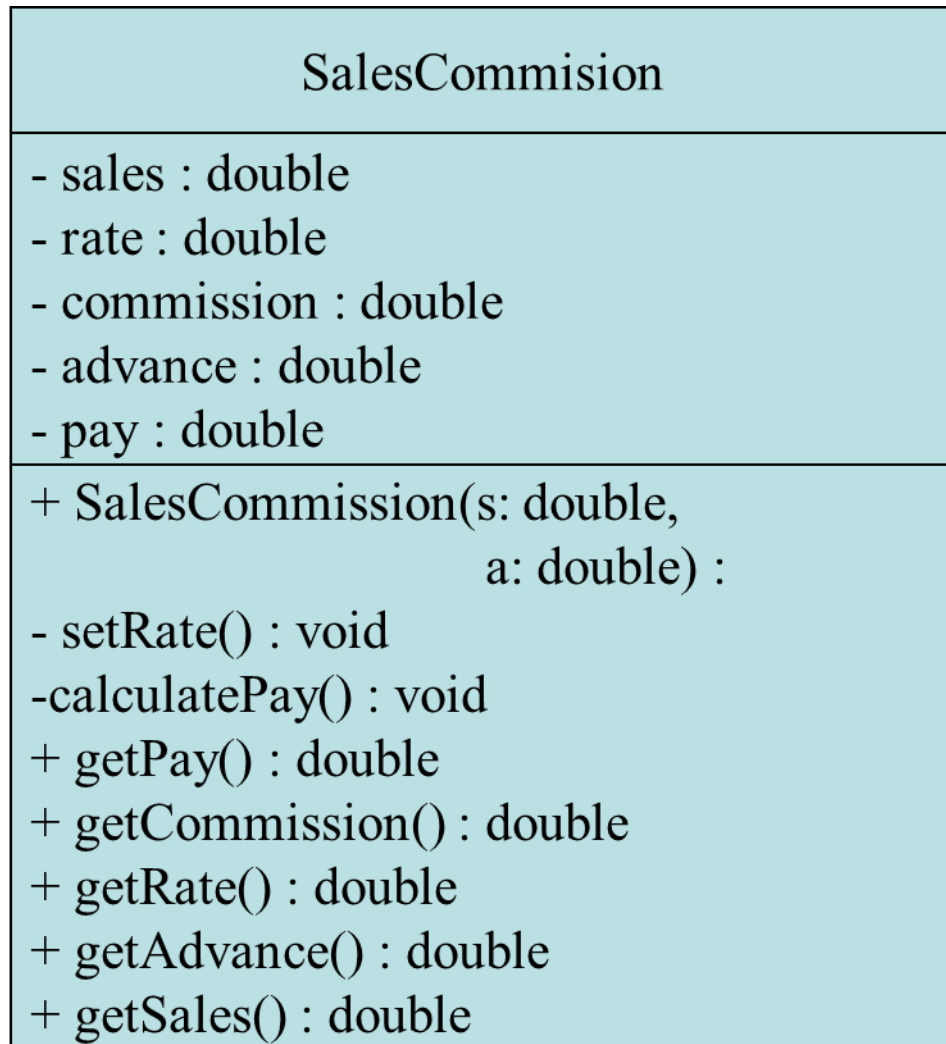 SalesCommision
- sales : double
- rate : double
- commission : double
- advance : double
- pay : double
+ SalesCommission(s: double,
a: double) :
- setRate() : void
-calculatePay() : void
+ getPay() : double
+ getCommission() : double
+ getRate() : double
+ getAdvance() : double
+ getSales() : double